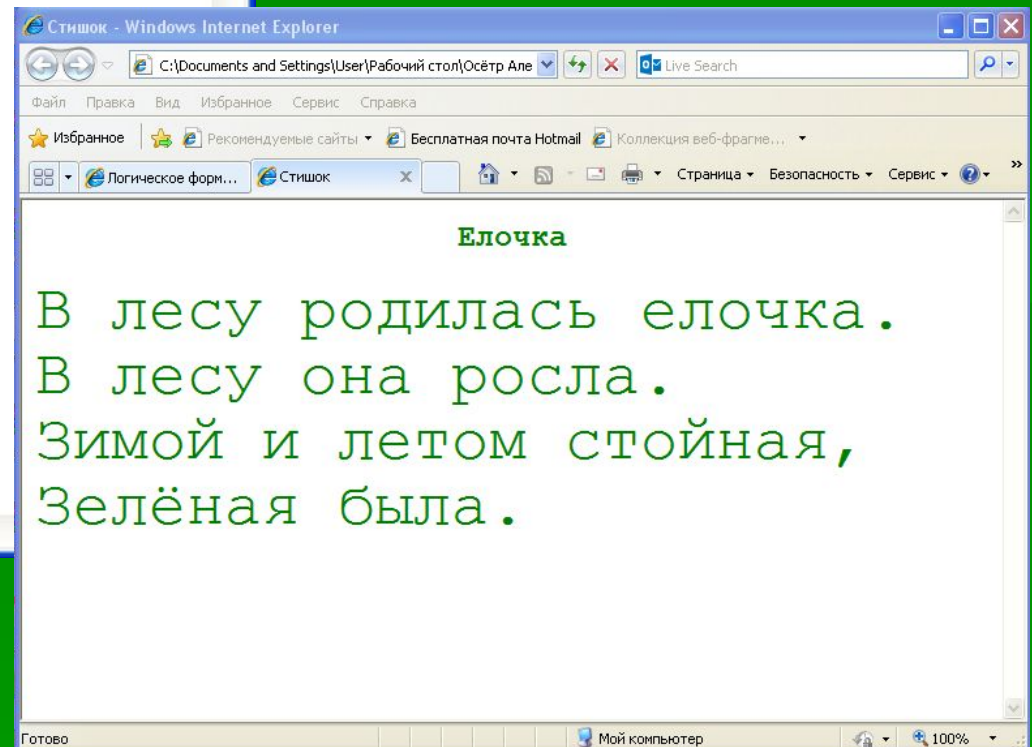 Стишок - Windows Internet Explorer
C:\Documents and Settings\User\Рабочий стол\Осётр Але
Live Search
Файл Правка Вид Избранное Сервис Справка
Избранное Рекомендуемые сайты Бесплатная почта Hotmail Коллекция веб-фрагме...
Логическое форм... Стишок X Страница Безопасность Сервис »
Елочка
В лесу родилась елочка.
В лесу она росла.
Зимой и летом стойная,
Зелёная была.
Готово Мой компьютер 100%